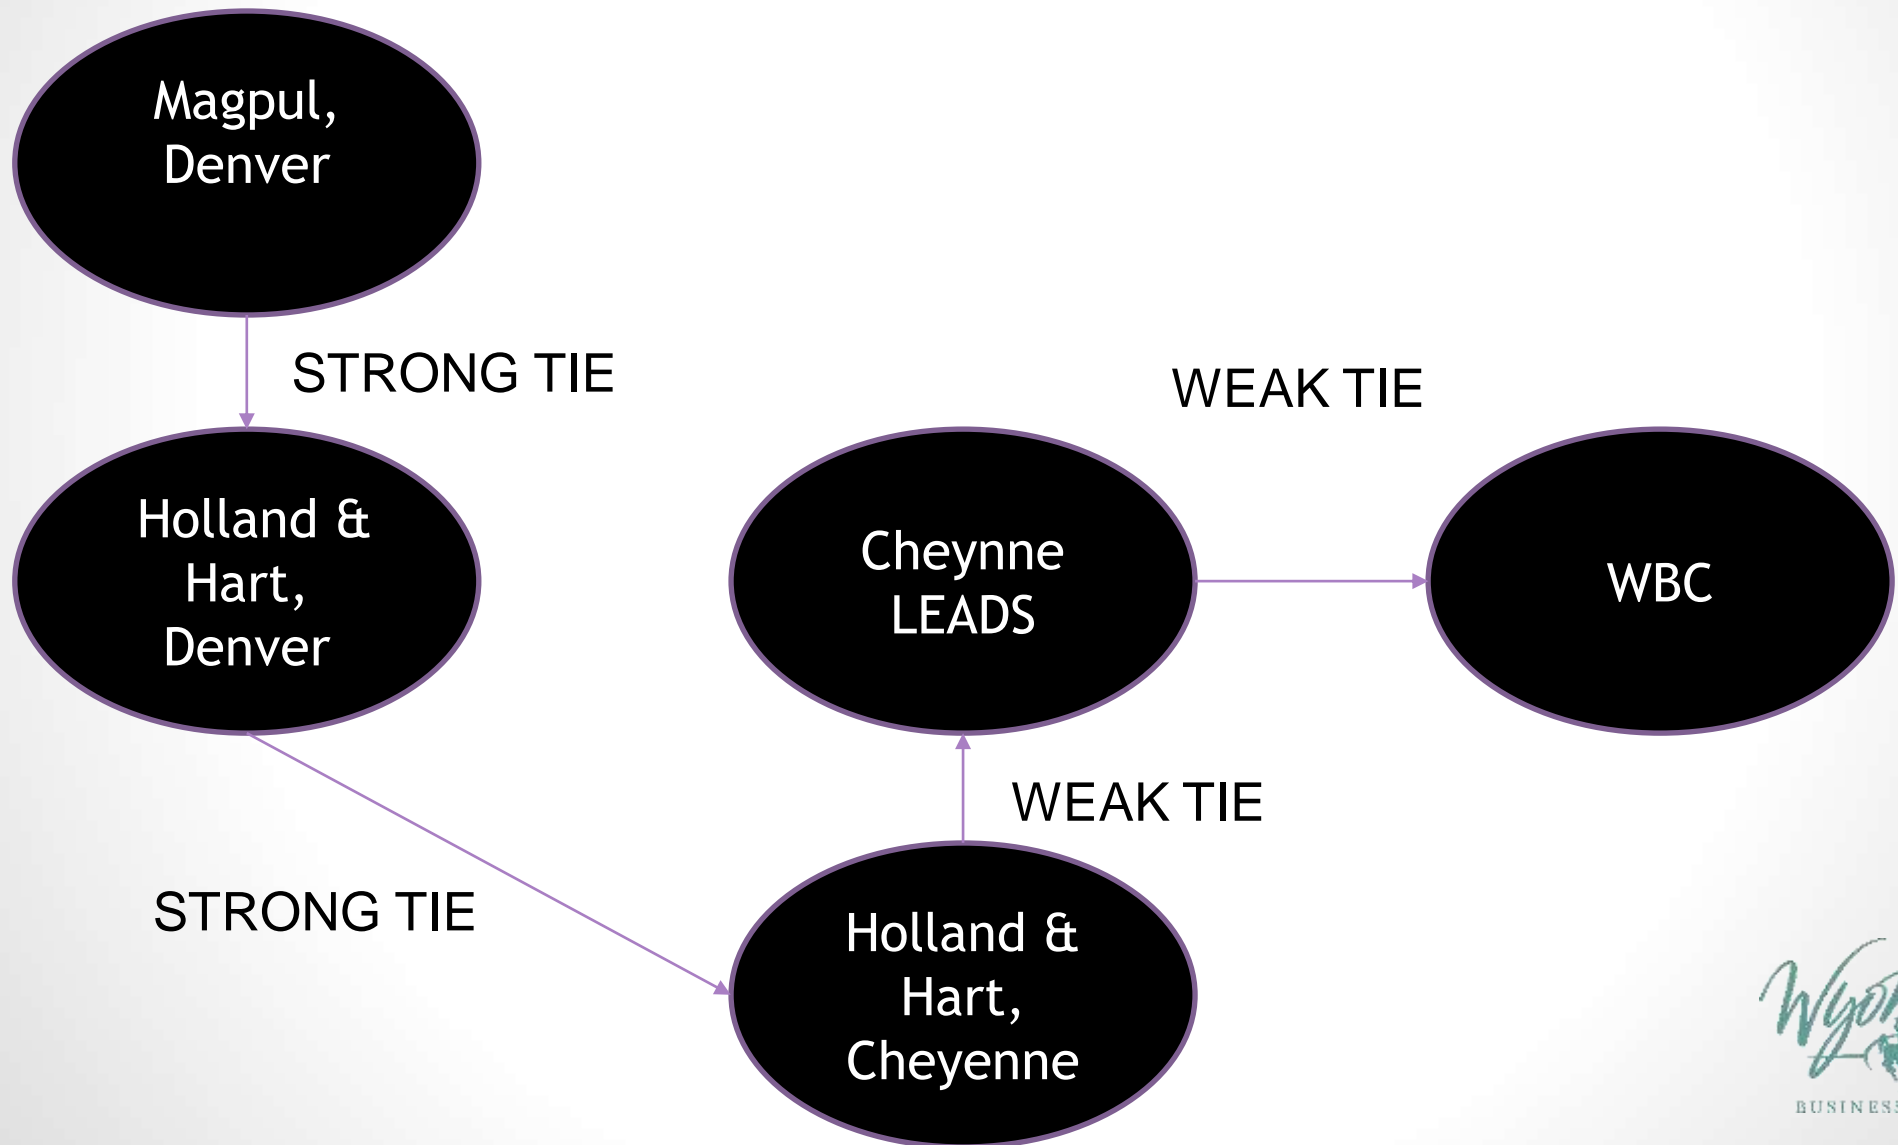 Magpul,
Denver
STRONG TIE
WEAK TIE
Holland &
Hart,
Denver
Cheynne
LEADS
WBC
WEAK TIE
STRONG TIE
Holland &
Hart,
Cheyenne
BUSINESS